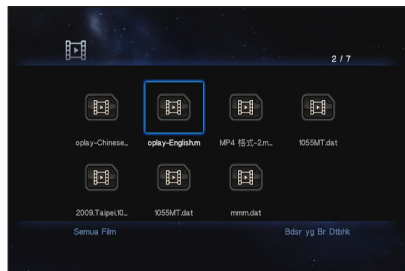 2 / 7
oplay-Chinese...
oplay-English.m
MP4 格式-2.m...
1055MT.dat
2009.Taipei.10...
1055MT.dat
mmm.dat
Semua Film
Bdsr yg Br Dtbhk